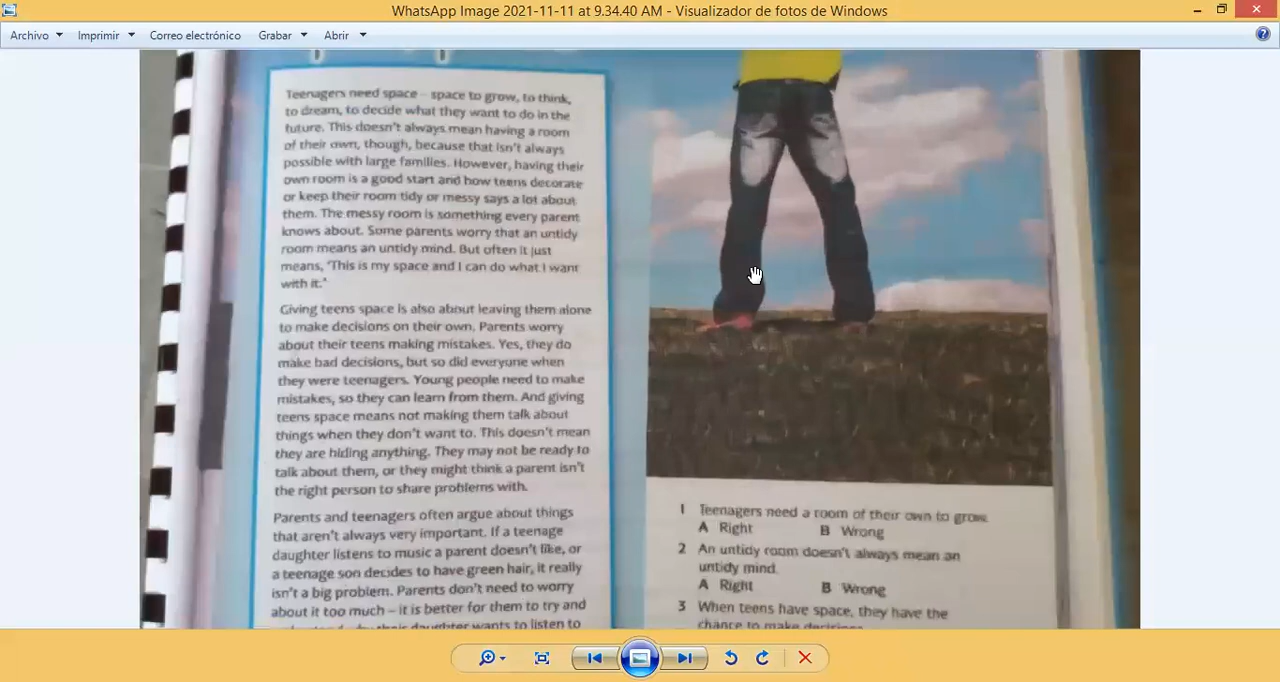 WhatsApp Image 2021-11-11 at 9.34.40 AM - Visualizador de fotos de Windows
Archivo
Imprimir
Correo electrónico
Grabar
Abrir
Teenagers need space – space to grow, to think,
to dream, to decide what they want to do in the
future. This doesn't always mean having a room
of their own, though, because that isn't always
possible with large families. However, having their
own room is a good start and how teens decorate
or keep their room tidy or messy says a lot about
them. The messy room is something every parent
knows about. Some parents worry that an untidy
room means an untidy mind. But often it just
means, 'This is my space and I can do what I want
with it.'
Giving teens space is also about leaving them alone
to make decisions on their own. Parents worry
about their teens making mistakes. Yes, they do
make bad decisions, but so did everyone when
they were teenagers. Young people need to make
mistakes, so they can learn from them. And giving
teens space means not making them talk about
things when they don't want to. This doesn't mean
they are hiding anything. They may not be ready to
talk about them, or they might think a parent isn't
the right person to share problems with.
Parents and teenagers often argue about things
that aren't always very important. If a teenage
daughter listens to music a parent doesn't like, or
a teenage son decides to have green hair, it really
isn't a big problem. Parents don't need to worry
about it too much – it is better for them to try and
their daughter wants to listen to
1 Teenagers need a room of their own to grow.
A Right B Wrong
2 An untidy room doesn't always mean an
untidy mind.
A Right B Wrong
3 When teens have space, they have the
chance to make decisions